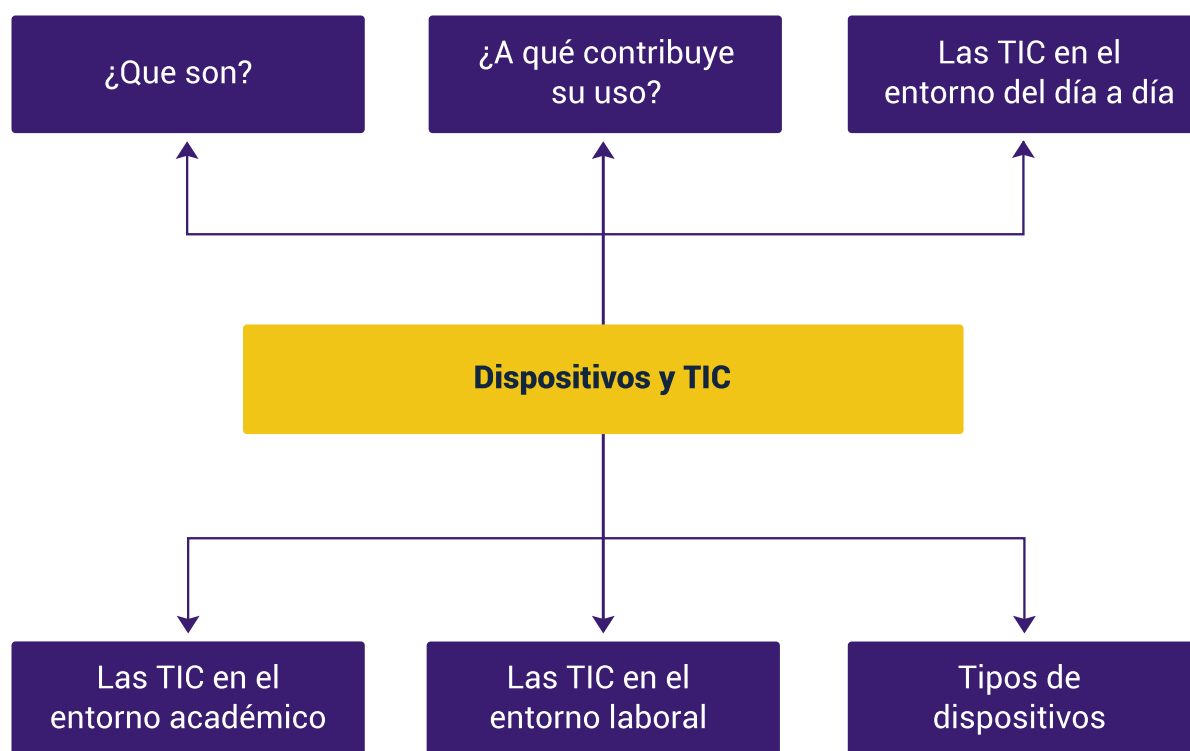 ¿Que son?
¿A qué contribuye
su uso?
Las TIC en el
entorno del día a día
Dispositivos y TIC
Las TIC en el
entorno académico
Las TIC en el
entorno laboral
Tipos de
dispositivos